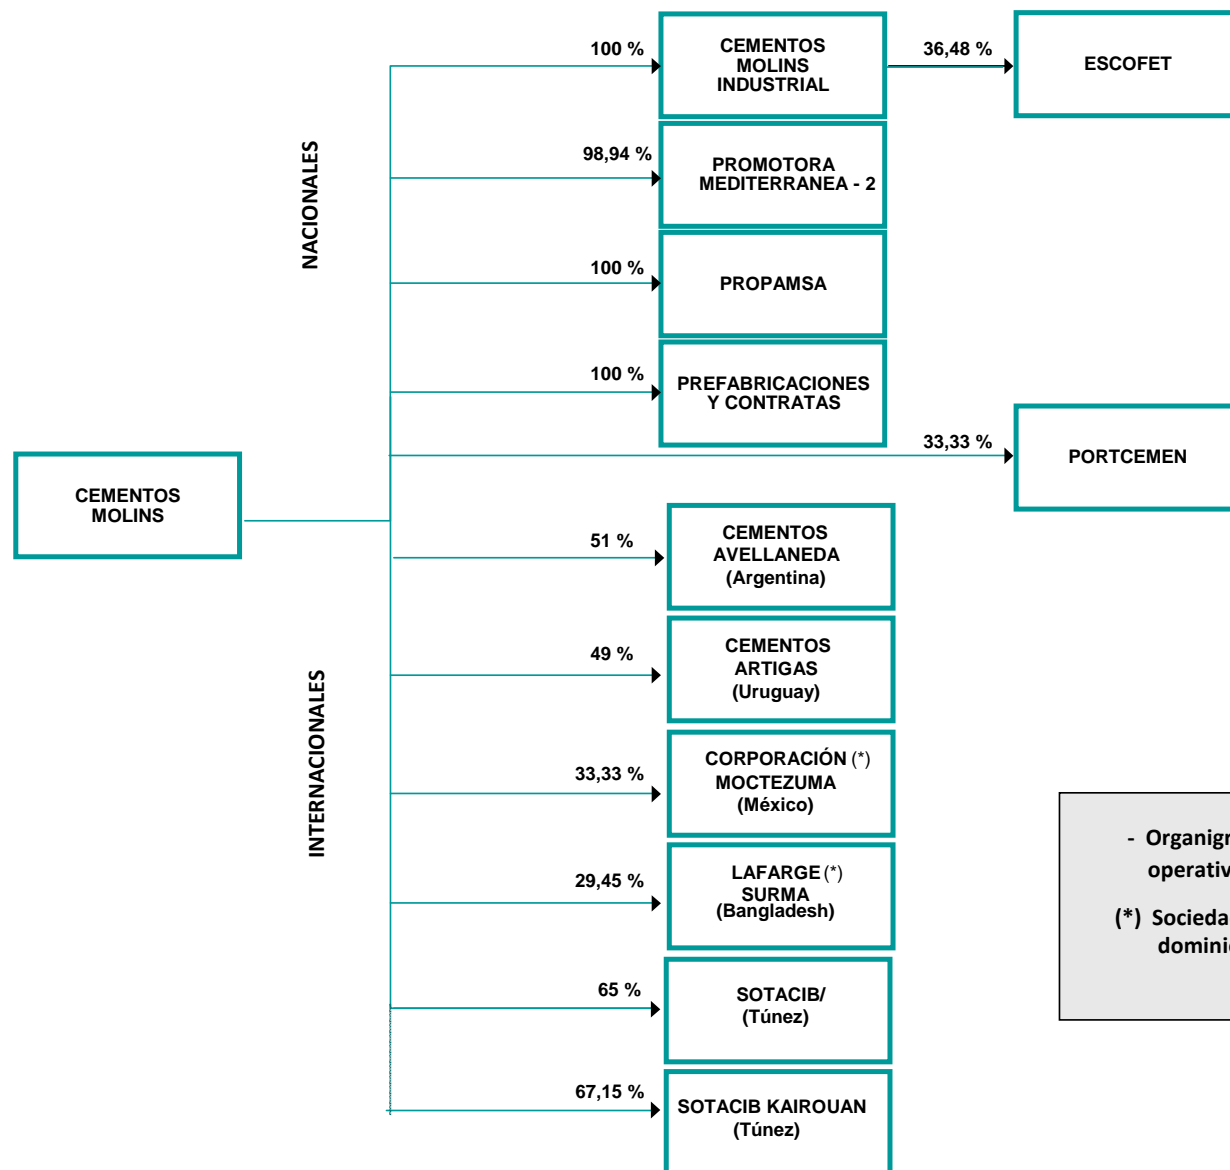 100 %
CEMENTOS
MOLINS
INDUSTRIAL
36,48 %
ESCOFET
NACIONALES
98,94 %
PROMOTORA
MEDITERRANEA - 2
100 %
PROPAMSA
100 %
PREFABRICACIONES
Y CONTRATAS
33,33 %
PORTCEMEN
CEMENTOS
MOLINS
INTERNACIONALES
51 %
CEMENTOS
AVELLANEDA
(Argentina)
49 %
CEMENTOS
ARTIGAS
(Uruguay)
33,33 %
CORPORACIÓN (*)
MOCTEZUMA
(México)
29,45 %
LAFARGE (*)
SURMA
(Bangladesh)
65 %
SOTACIB/
(Túnez)
67,15 %
SOTACIB KAIROUAN
(Túnez)
-
(*)